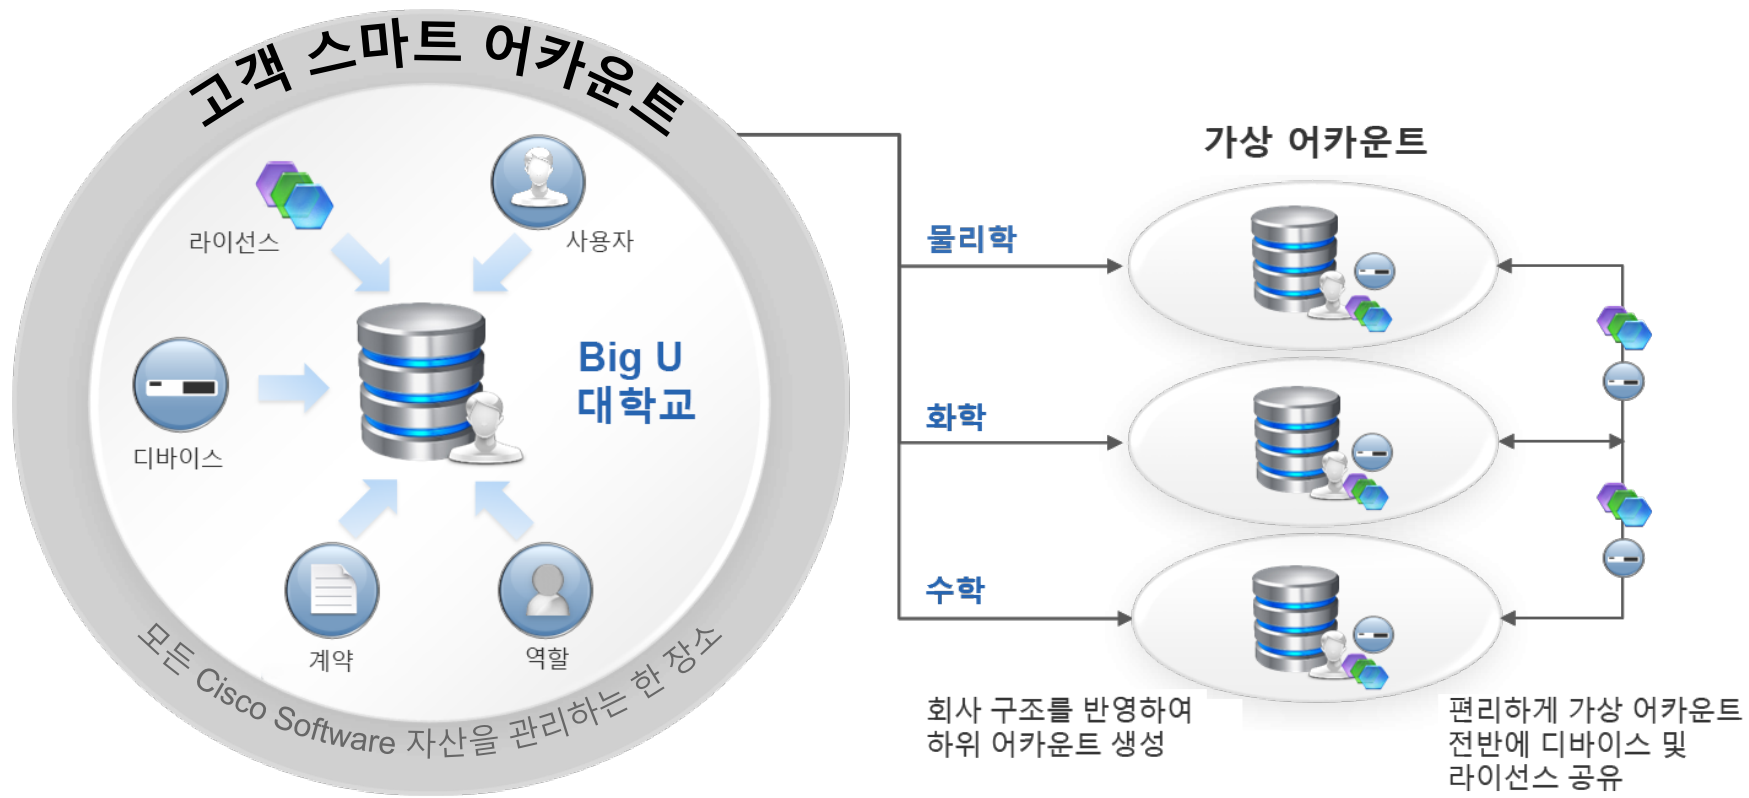 고객 스마트 어카운트
라이선스
사용자
디바이스
Big U
대학교
계약
역할
모든 Cisco Software 자산을 관리하는 한 장소
가상 어카운트
물리학
화학
수학
회사 구조를 반영하여
하위 어카운트 생성
편리하게 가상 어카운트
전반에 디바이스 및
라이선스 공유